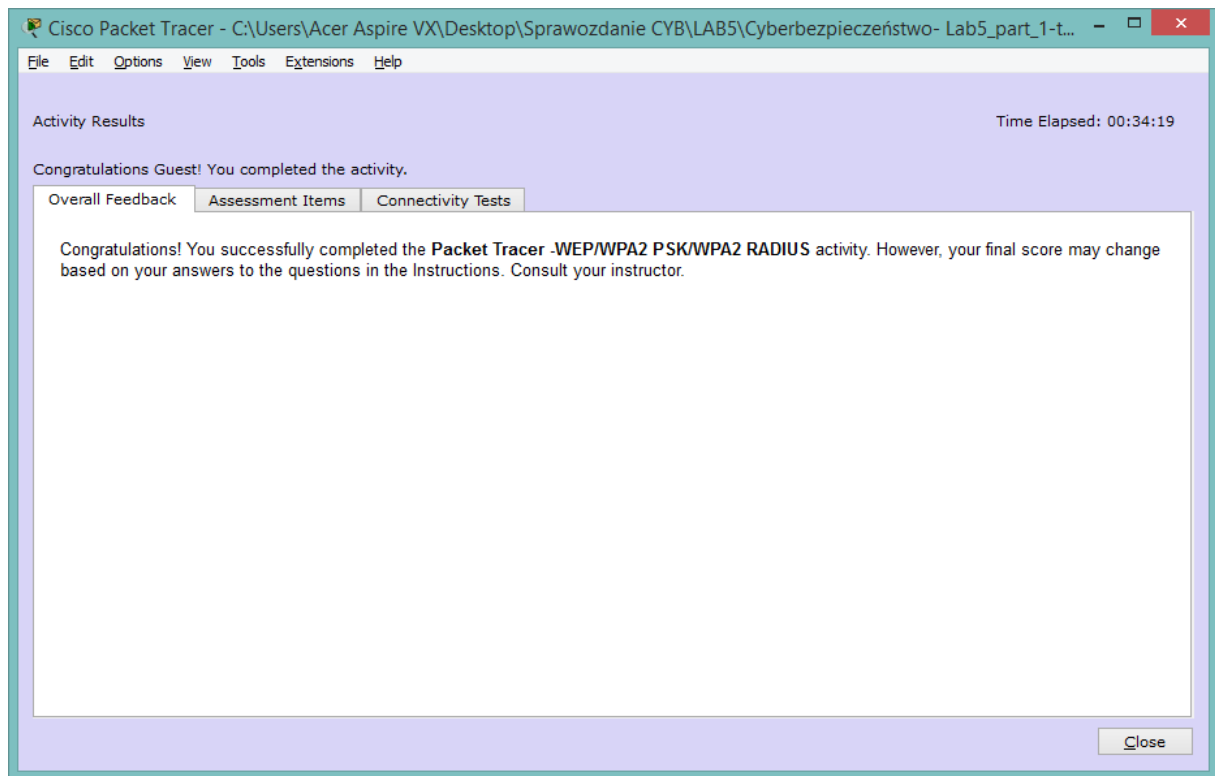 Cisco Packet Tracer - C:\Users\Acer Aspire VX\Desktop\Sprawozdanie CYB\LAB5\Cyberbezpieczeństwo- Lab5_part_1-t...
File Edit Options View Tools Extensions Help
Activity Results Time Elapsed: 00:34:19
Congratulations Guest! You completed the activity.
Overall Feedback Assessment Items Connectivity Tests
Congratulations! You successfully completed the Packet Tracer -WEP/WPA2 PSK/WPA2 RADIUS activity. However, your final score may change
based on your answers to the questions in the Instructions. Consult your instructor.
Close